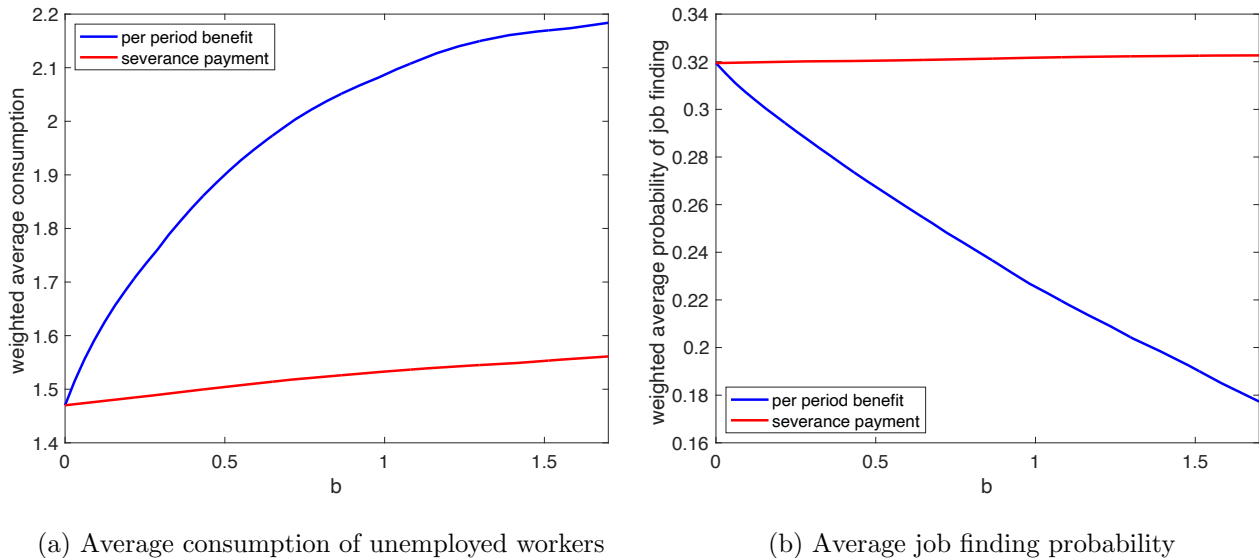 2.2
2.1
2
1.9
1.8
1.7
1.6
1.5
1.4
weighted average consumption
per period benefit
severance payment
0
0.5
1
1.5
b
(a) Average consumption of unemployed workers
0.34
0.32
0.3
0.28
0.26
0.24
0.22
0.2
0.18
0.16
weighted average probability of job finding
per period benefit
severance payment
0
0.5
1
1.5
b
(b) Average job finding probability